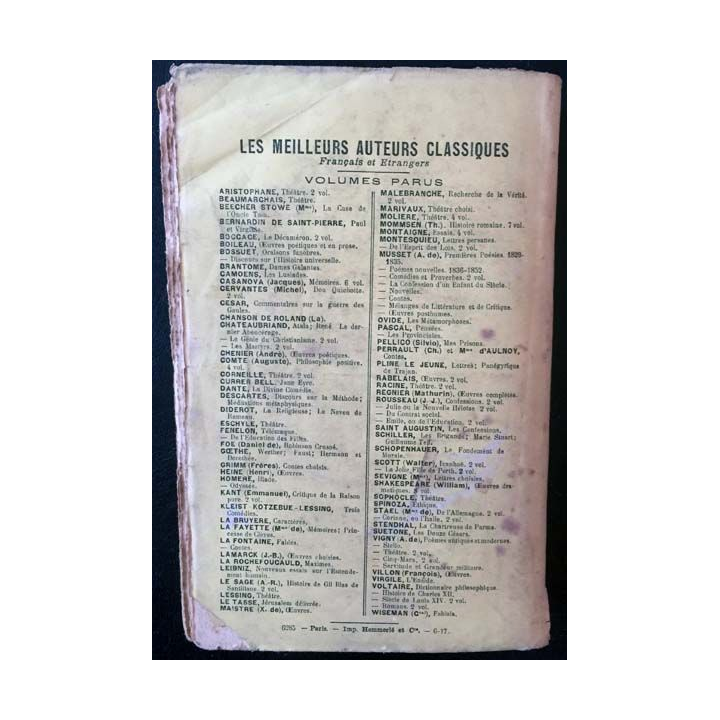 LES MEILLEURS AUTEURS CLASSIQUES
Français et Etrangers
VOLUMES PARUS
ARISTOPHANE, Théâtre. 2 vol.
BEAUMARCHAIS, Théâtre.
BEECHER STOWE (Mme), La Case de
l'Oncle Tom.
BERNARDIN DE SAINT-PIERRE, Paul
et Virginie.
BOCCACE, Le Décaméron. 2 vol.
BOILEAU, Œuvres poétiques et en prose.
BOSSUET, Oraisons funèbres.
— Discours sur l'Histoire universelle.
BRANTOME, Dames Galantes.
CAMOENS, Les Lusiades.
CASANOVA (Jacques), Mémoires. 6 vol.
CERVANTES (Michel), Don Quichotte.
2 vol.
CESAR, Commentaires sur la guerre des
Gaules.
CHANSON DE ROLAND (La).
CHATEAUBRIAND, Atala; René. Le der-
nier Abencérage.
— Le Génie du Christianisme. 2 vol.
— Les Martyrs. 2 vol.
CHENIER (André), Œuvres poétiques.
COMTE (Auguste), Philosophie positive.
4 vol.
CORNEILLE, Théâtre. 2 vol.
CURRER BELL, Jane Eyre.
DANTE, La Divine Comédie.
DESCARTES, Discours sur la Méthode;
Méditations métaphysiques.
DIDEROT, La Religieuse; Le Neveu de
Rameau.
ESCHYLE, Théâtre.
FENELON, Télémaque.
— De l'Education des Filles.
FOE (Daniel de), Robinson Crusoé.
GŒTHE, Werther; Faust; Hermann et
Dorothée.
GRIMM (Frères), Contes choisis.
HEINE (Henri), Œuvres.
HOMERE, Iliade.
— Odyssée.
KANT (Emmanuel), Critique de la Raison
pure. 2 vol.
KLEIST KOTZEBUE-LESSING, Trois
Comédies.
LA BRUYERE, Caractères.
LA FAYETTE (Mme de), Mémoires; Prin-
cesse de Clèves.
LA FONTAINE, Fables.
— Contes.
LAMARCK (J.-B.), Œuvres choisies.
LA ROCHEFOUCAULD, Maximes.
LEIBNIZ, Nouveaux essais sur l'Entende-
ment humain.
LE SAGE (A.-R.), Histoire de Gil Blas de
Santillane. 2 vol.
LESSING, Théâtre.
LE TASSE, Jérusalem délivrée.
MAISTRE (X. de), Œuvres.
MALEBRANCHE, Recherche de la Vérité.
2 vol.
MARIVAUX, Théâtre choisi.
MOLIERE, Théâtre. 4 vol.
MOMMSEN (Th.), Histoire romaine. 7 vol.
MONTAIGNE, Essais. 4 vol.
MONTESQUIEU, Lettres persanes.
— De l'Esprit des Lois. 2 vol.
MUSSET (A. de), Premières Poésies. 1829-
1835.
— Poésies nouvelles. 1836-1852.
— Comédies et Proverbes. 2 vol.
— La Confession d'un Enfant du Siècle.
— Nouvelles.
— Contes.
— Mélanges de Littérature et de Critique.
— Œuvres posthumes.
OVIDE, Les Métamorphoses.
PASCAL, Pensées.
— Les Provinciales.
PELLICO (Silvio), Mes Prisons.
PERRAULT (Ch.) et Mme d'AULNOY,
Contes.
PLINE LE JEUNE, Lettres; Panégyrique
de Trajan.
RABELAIS, Œuvres. 2 vol.
RACINE, Théâtre. 2 vol.
REGNIER (Mathurin), Œuvres complètes.
ROUSSEAU (J. J.), Confessions. 2 vol.
— Julie ou la Nouvelle Héloïse. 2 vol.
— Du Contrat social.
— Emile, ou de l'Education. 2 vol.
SAINT AUGUSTIN, Les Confessions.
SCHILLER, Les Brigands; Marie Stuart;
Guillaume Tell.
SCHOPENHAUER, Le Fondement de
Morale.
SCOTT (Walter), Ivanhoé. 2 vol.
— La Jolie Fille de Perth. 2 vol.
SEVIGNE (Mme), Lettres choisies.
SHAKESPEARE (William), Œuvres dra-
matiques. vol.
SOPHOCLE, Théâtre.
SPINOZA, Ethique.
STAEL (Mme de), De l'Allemagne. 2 vol.
— Corinne, ou l'Italie. 2 vol.
STENDHAL, La Chartreuse de Parme.
SUETONE, Les Douze Césars.
VIGNY (A. de), Poèmes antiques et modernes.
— Stello.
— Théâtre. 2 vol.
— Cinq-Mars. 2 vol.
— Servitude et Grandeur militaire.
VILLON (François), Œuvres.
VIRGILE, L'Enéide.
VOLTAIRE, Dictionnaire philosophique.
— Histoire de Charles XII.
— Siècle de Louis XIV. 2 vol.
— Romans. 2 vol.
WISEMAN (Cal), Fabiola.
6285 — Paris. — Imp. Hemmerlé et Cie. — 6-17.